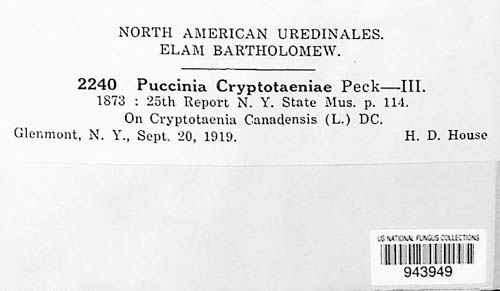 NORTH AMERICAN UREDINALES.
ELAM BARTHOLOMEW.
2240 Puccinia Cryptotaeniae Peck—III.
1873 : 25th Report N. Y. State Mus. p. 114.
On Cryptotaenia Canadensis (L.) DC.
Glenmont, N. Y., Sept. 20, 1919. H. D. House
US NATIONAL FUNGUS COLLECTIONS
943949